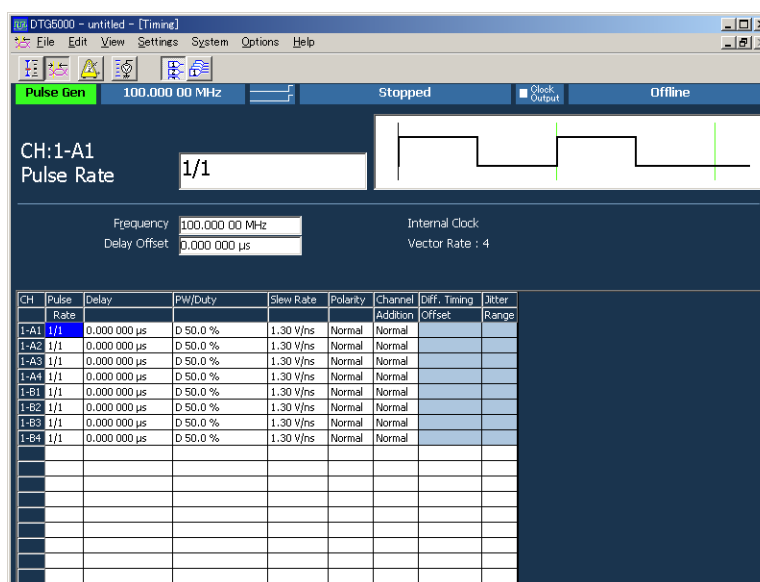 DTG5000 - untitled - [Timing]
File Edit View Settings System Options Help
Pulse Gen 100.000 00 MHz Stopped Clock Output Offline
CH:1-A1
Pulse Rate 1/1
Frequency 100.000 00 MHz Internal Clock
Delay Offset 0.000 000 µs Vector Rate : 4
CH Pulse Delay PW/Duty Slew Rate Polarity Channel Diff. Timing Jitter
Rate Addition Offset Range
1-A1 1/1 0.000 000 µs D 50.0 % 1.30 V/ns Normal Normal
1-A2 1/1 0.000 000 µs D 50.0 % 1.30 V/ns Normal Normal
1-A3 1/1 0.000 000 µs D 50.0 % 1.30 V/ns Normal Normal
1-A4 1/1 0.000 000 µs D 50.0 % 1.30 V/ns Normal Normal
1-B1 1/1 0.000 000 µs D 50.0 % 1.30 V/ns Normal Normal
1-B2 1/1 0.000 000 µs D 50.0 % 1.30 V/ns Normal Normal
1-B3 1/1 0.000 000 µs D 50.0 % 1.30 V/ns Normal Normal
1-B4 1/1 0.000 000 µs D 50.0 % 1.30 V/ns Normal Normal